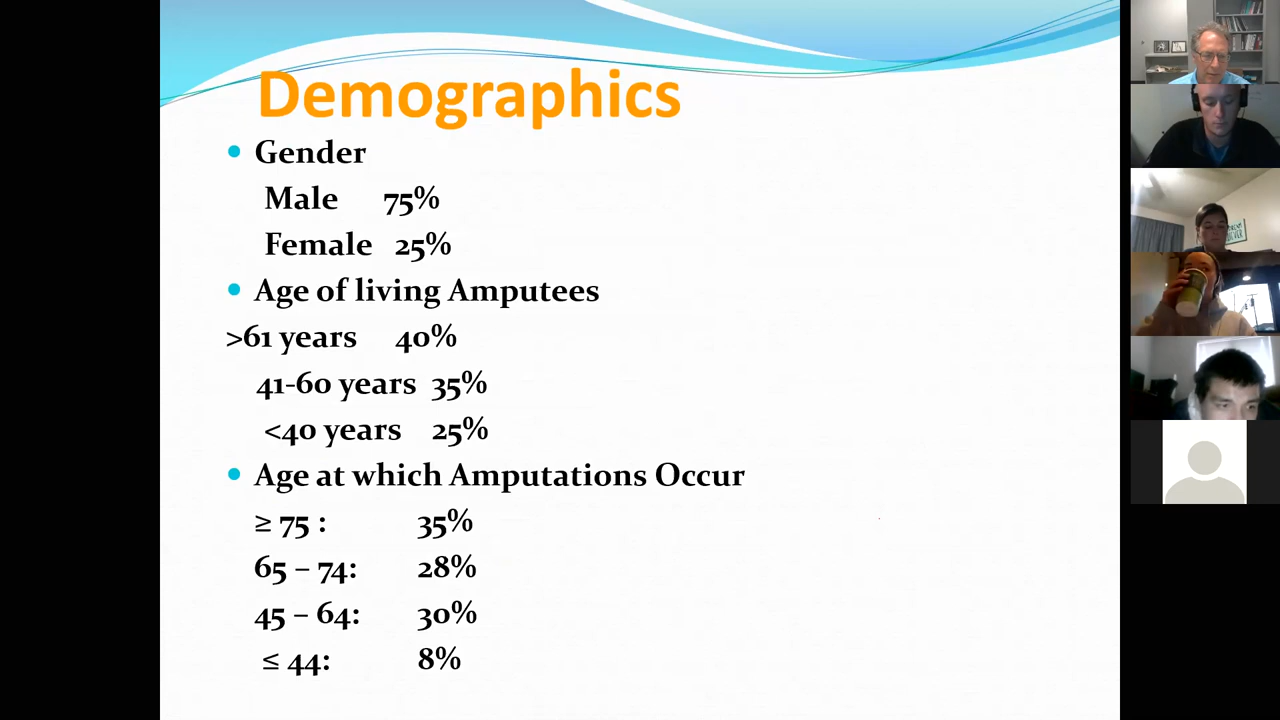 Demographics
• Gender
Male 75%
Female 25%
• Age of living Amputees
>61 years 40%
41-60 years 35%
<40 years 25%
• Age at which Amputations Occur
≥ 75 : 35%
65 – 74: 28%
45 – 64: 30%
≤ 44: 8%